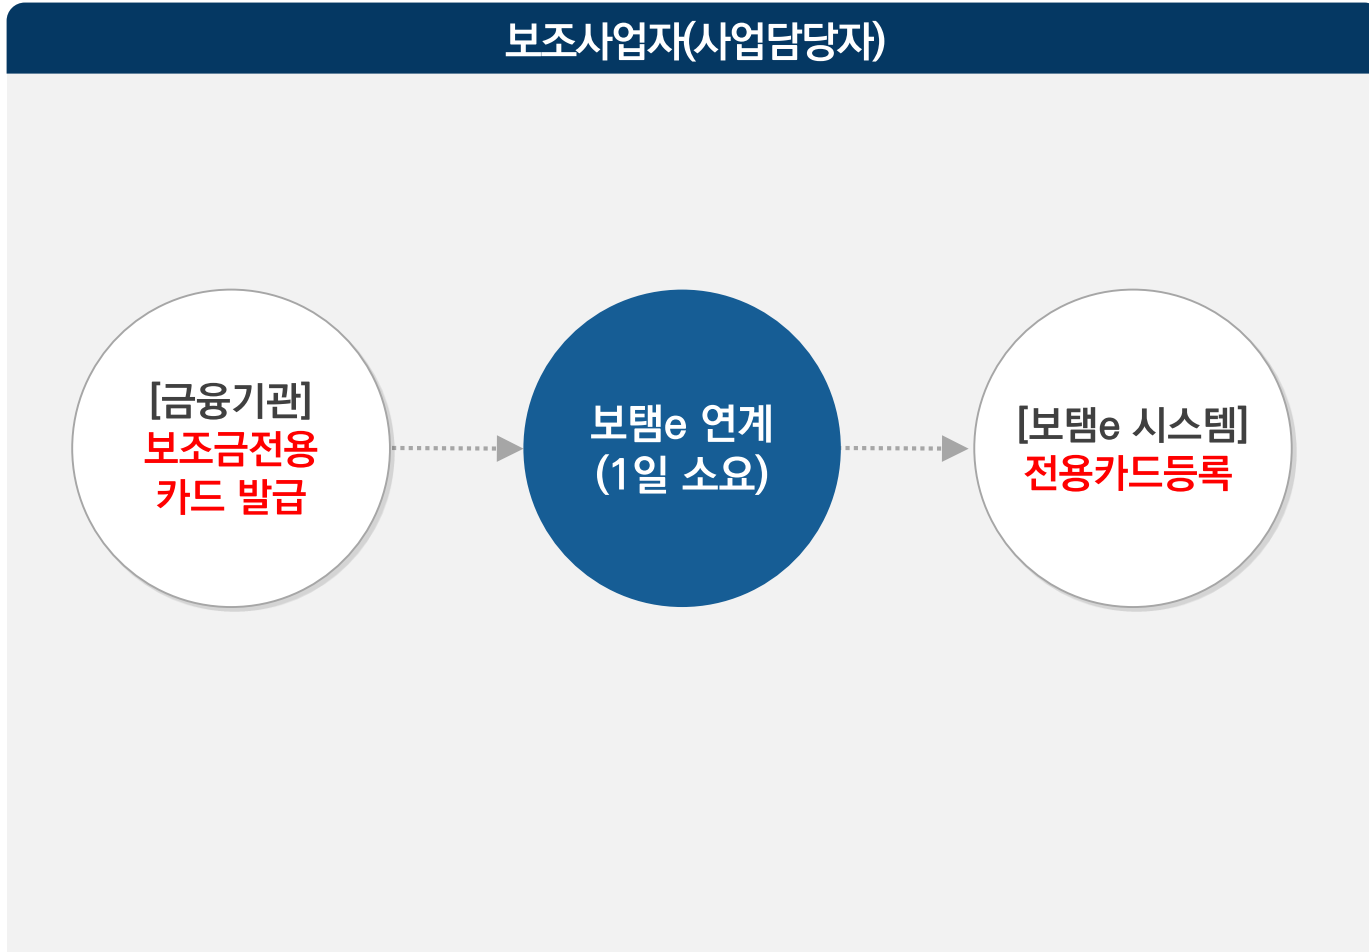 보조사업자(사업담당자)
[금융기관]
보조금전용
카드 발급
보탬e 연계
(1일 소요)
[보탬e 시스템]
전용카드등록